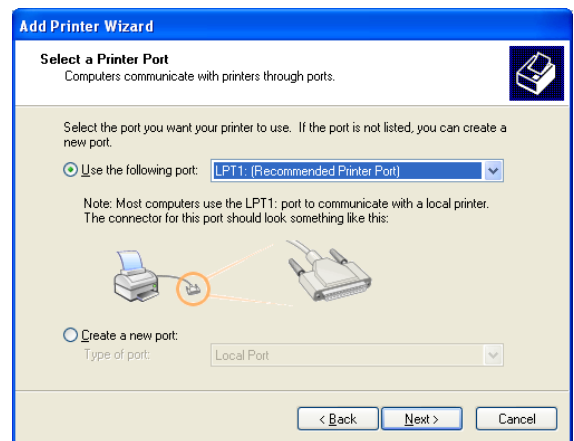 Add Printer Wizard
Select a Printer Port
Computers communicate with printers through ports.
Select the port you want your printer to use.  If the port is not listed, you can create a
new port.
Use the following port: LPT1: (Recommended Printer Port)
Note: Most computers use the LPT1: port to communicate with a local printer.
The connector for this port should look something like this:
Create a new port:
Type of port: Local Port
< Back Next > Cancel